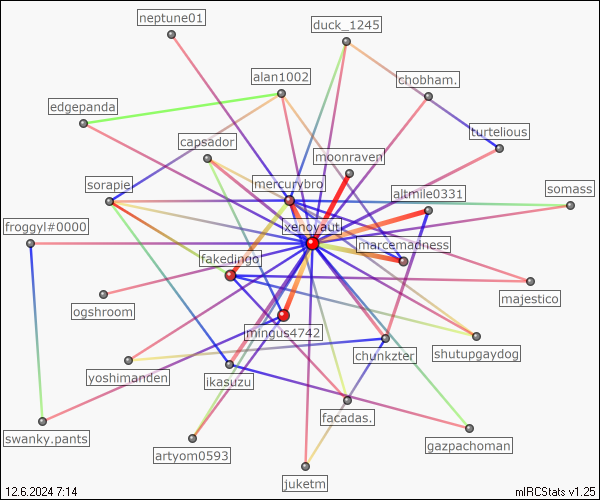 neptune01
duck_1245
alan1002
chobham.
edgepanda
turtelious
capsador
moonraven
mercurybro
altmile0331
sorapie
somass
froggyl#0000
xenoyaut
marcemadness
fakedingo
majestico
ogshroom
mingus4742
chunkzter
shutupgaydog
yoshimanden
ikasuzu
facadas.
swanky.pants
gazpachoman
artyom0593
juketm
12.6.2024 7:14
mIRCStats v1.25